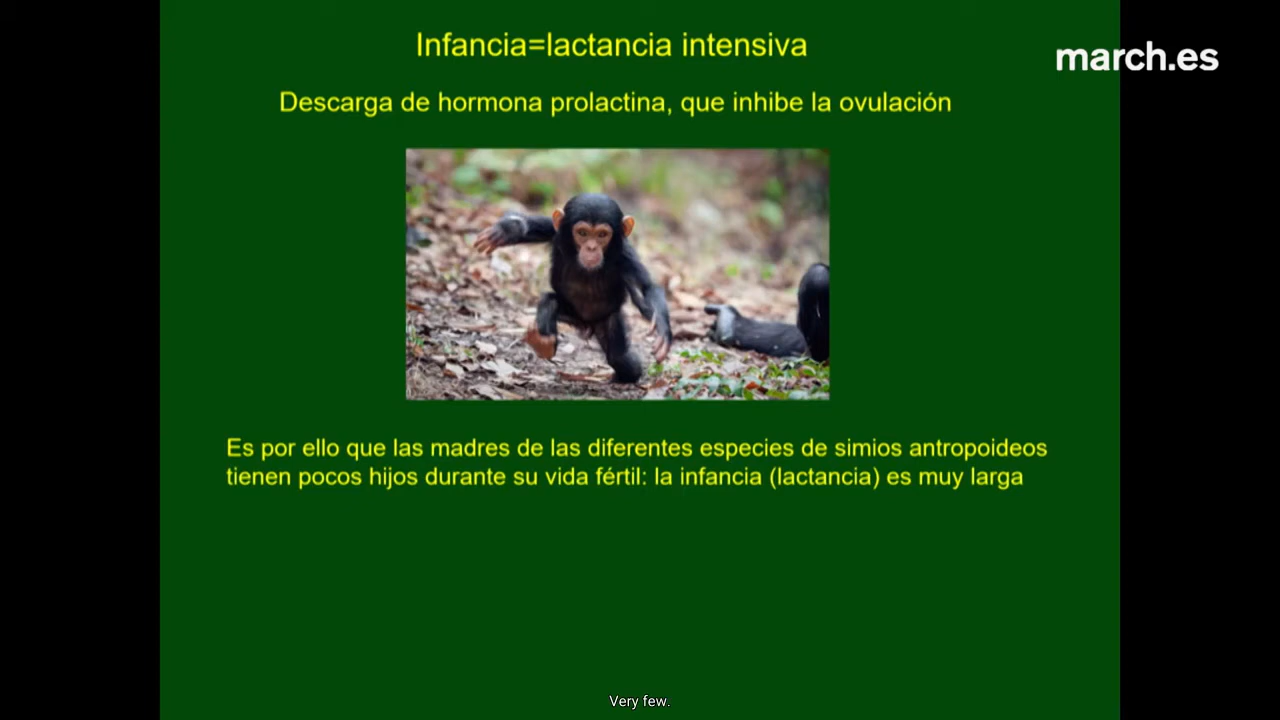 Infancia=lactancia intensiva
march.es
Descarga de hormona prolactina, que inhibe la ovulación
Es por ello que las madres de las diferentes especies de simios antropoideos
tienen pocos hijos durante su vida fértil: la infancia (lactancia) es muy larga
Very few.